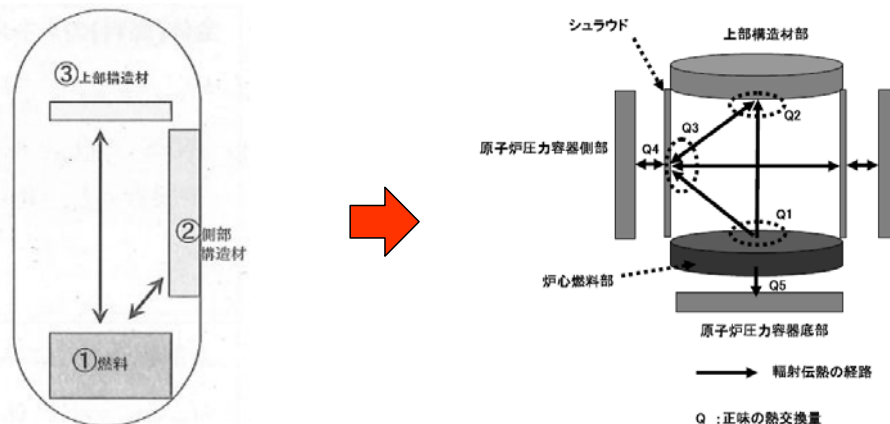 ③上部構造材
②側部
構造材
①燃料
シュラウド
上部構造材部
Q2
Q3
Q4
原子炉圧力容器側部
Q1
炉心燃料部
Q5
原子炉圧力容器底部
輻射伝熱の経路
Q ：正味の熱交換量